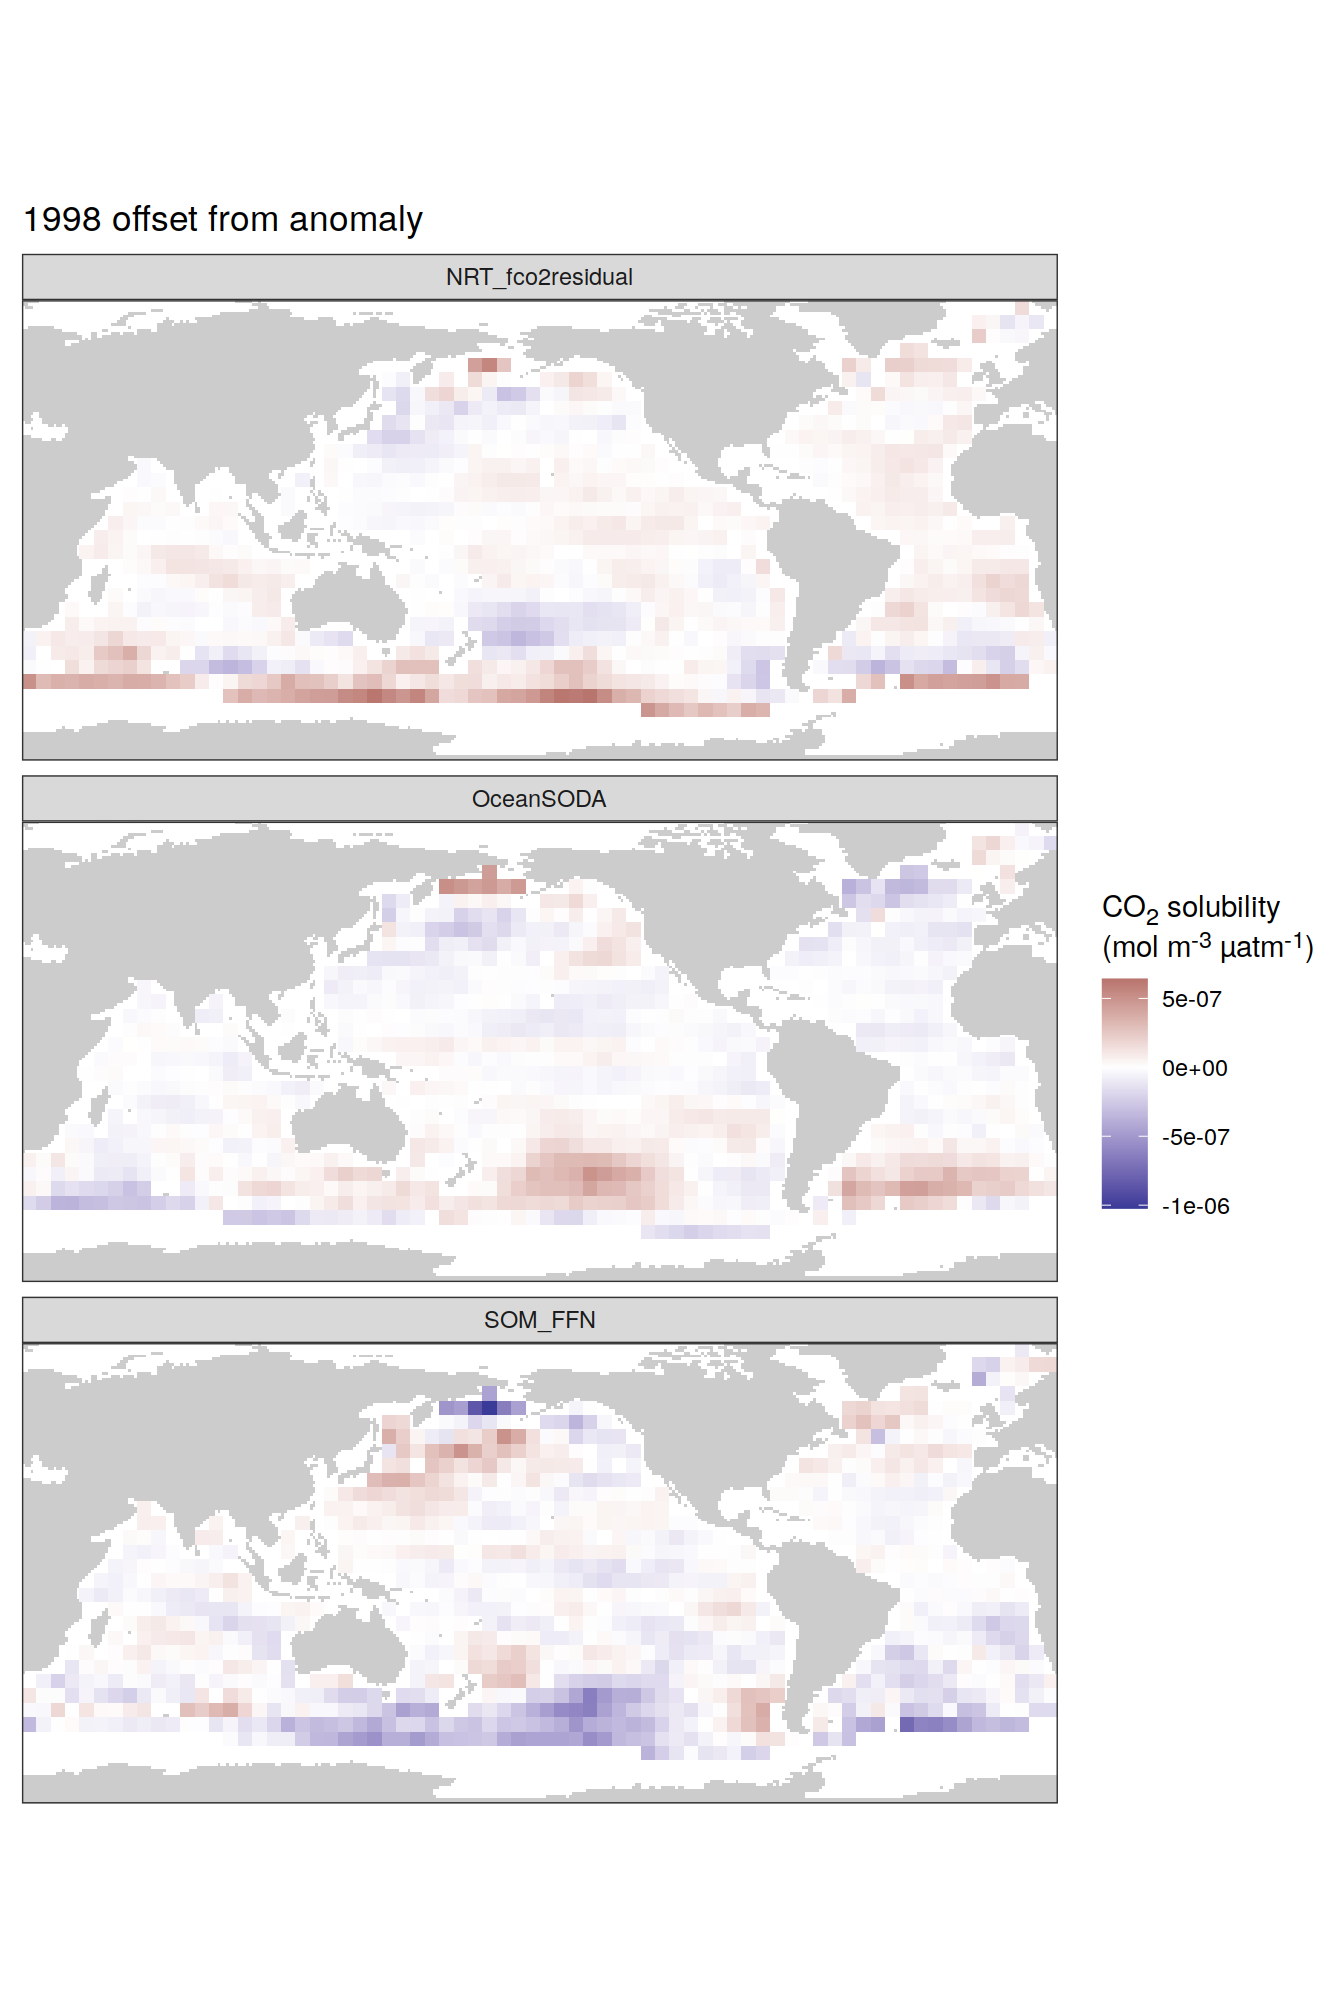 1998 offset from anomaly
NRT_fco2residual
OceanSODA
CO₂ solubility
(mol m⁻³ µatm⁻¹)
5e-07
0e+00
-5e-07
-1e-06
SOM_FFN